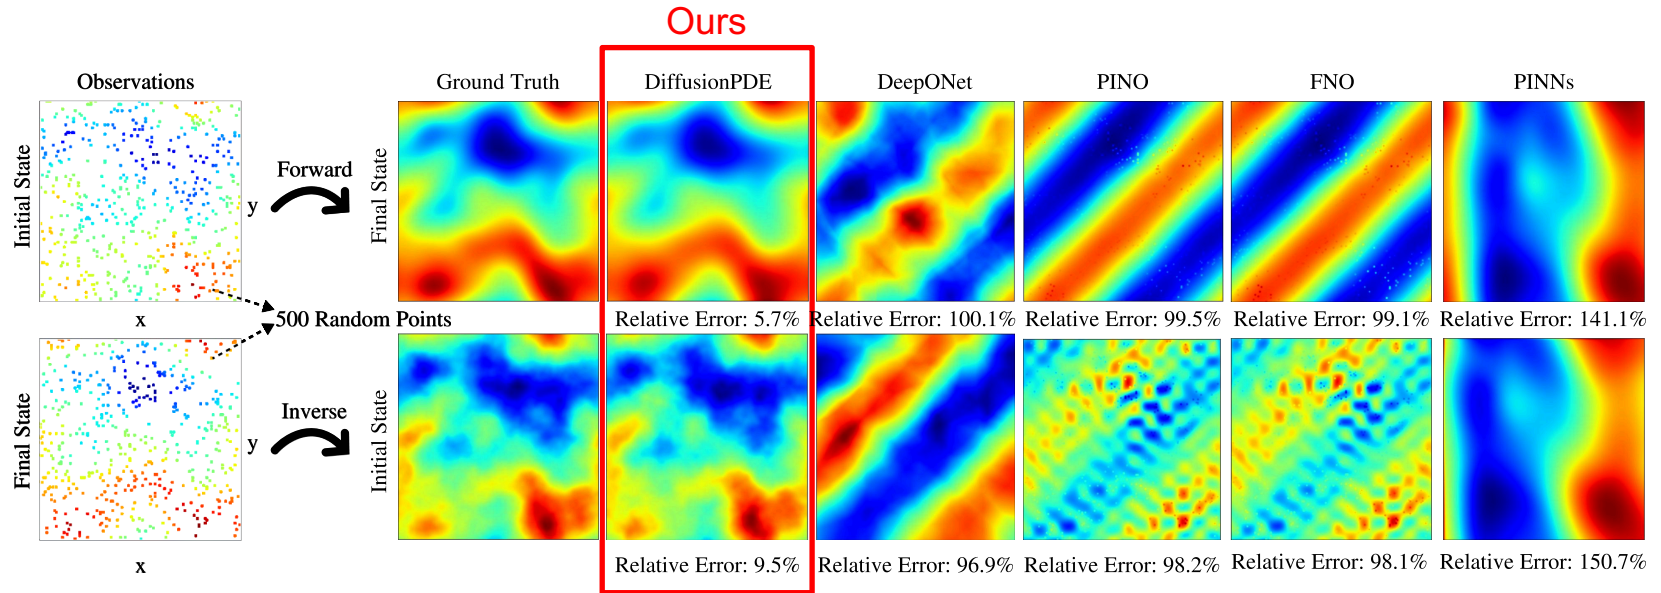 Ours
Observations
Ground Truth
DiffusionPDE
DeepONet
PINO
FNO
PINNs
Initial State
y
Forward
Final State
x
500 Random Points
Relative Error: 5.7%
Relative Error: 100.1%
Relative Error: 99.5%
Relative Error: 99.1%
Relative Error: 141.1%
Final State
y
Inverse
Initial State
x
Relative Error: 9.5%
Relative Error: 96.9%
Relative Error: 98.2%
Relative Error: 98.1%
Relative Error: 150.7%